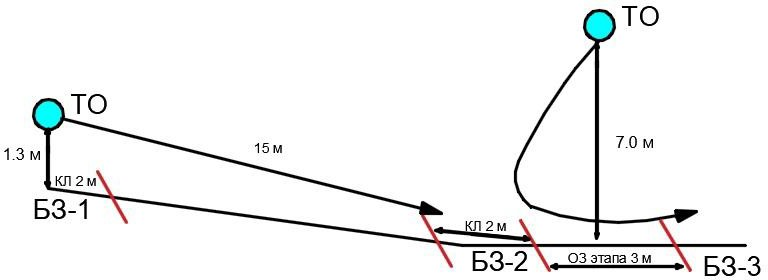 ТО
ТО
1.3 м
15 м
7.0 м
КЛ 2 м
БЗ-1
КЛ 2 м
БЗ-2
ОЗ этапа 3 м
БЗ-3